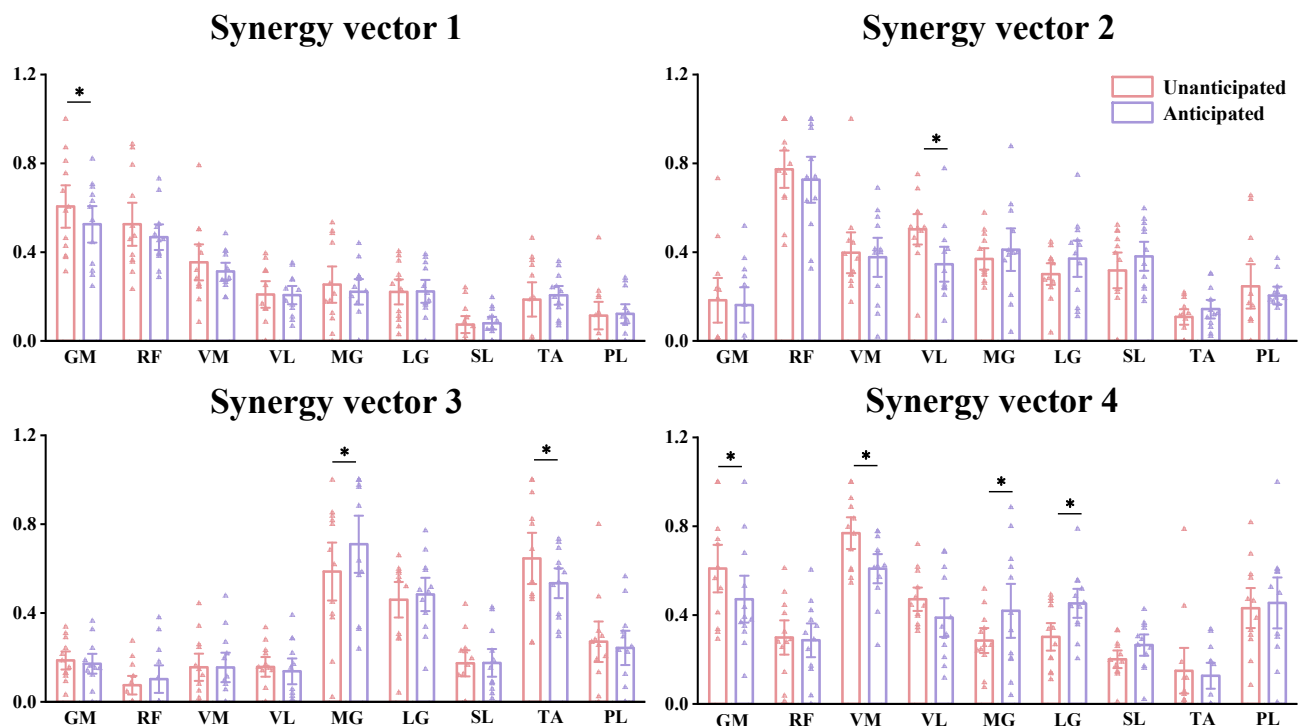 Synergy vector 1
1.2
0.8
0.4
0.0
*
GM RF VM VL MG LG SL TA PL
Synergy vector 2
1.2
0.8
0.4
0.0
*
Unanticipated
Anticipated
GM RF VM VL MG LG SL TA PL
Synergy vector 3
1.2
0.8
0.4
0.0
* *
GM RF VM VL MG LG SL TA PL
Synergy vector 4
1.2
0.8
0.4
0.0
* * * *
GM RF VM VL MG LG SL TA PL